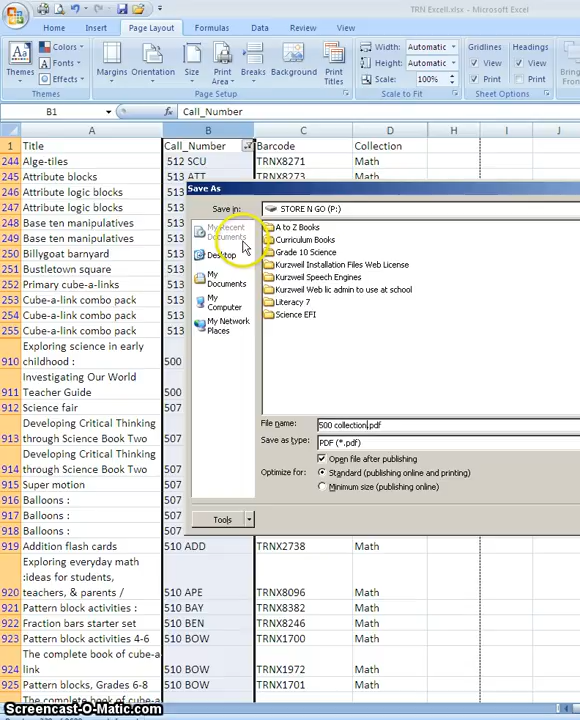 TRN Excell.xlsx - Microsoft Excel
Home Insert Page Layout Formulas Data Review View
Themes Colors Fonts Effects
Margins Orientation Size Print Area Breaks Background Print Titles
Width: Automatic
Height: Automatic
Scale: 100%
Gridlines View Print
Headings View Print
Bring Fron
Themes Page Setup Scale to Fit Sheet Options
B1 fx Call_Number
A B C D H I J
1 Title Call_Number Barcode Collection
244 Alge-tiles 512 SCU TRNX8271 Math
245 Attribute blocks 513 ATT TRNX8273 Math
246 Attribute logic blocks 513
247 Attribute logic blocks 513
248 Base ten manipulatives 513
249 Base ten manipulatives 513
250 Billygoat barnyard 513
251 Bustletown square 513
252 Primary cube-a-links 513
253 Cube-a-link combo pack 513
254 Cube-a-link combo pack 513
255 Cube-a-link combo pack 513
Exploring science in early
910 childhood : 500
Investigating Our World
911 Teacher Guide 500
912 Science fair 507
Developing Critical Thinking
913 through Science Book Two 507
Developing Critical Thinking
914 through Science Book Two 507
915 Super motion 507
916 Balloons : 507
917 Balloons : 507
918 Balloons : 507
919 Addition flash cards 510 ADD TRNX2738 Math
Exploring everyday math
:ideas for students,
920 teachers, & parents / 510 APE TRNX8096 Math
921 Pattern block activities : 510 BAY TRNX8382 Math
922 Fraction bars starter set 510 BEN TRNX8246 Math
923 Pattern block activities 4-6 510 BOW TRNX1700 Math
The complete book of cube-a
924 link 510 BOW TRNX1972 Math
925 Pattern blocks, Grades 6-8 510 BOW TRNX1701 Math
The complete book of cube-a
Save As
Save in: STORE N GO (P:)
My Recent Documents
Desktop
My Documents
My Computer
My Network Places
A to Z Books
Curriculum Books
Grade 10 Science
Kurzweil Installation Files Web License
Kurzweil Speech Engines
Kurzweil Web lic admin to use at school
Literacy 7
Science EFI
File name: 500 collection.pdf
Save as type: PDF (*.pdf)
Open file after publishing
Optimize for: Standard (publishing online and printing)
Minimum size (publishing online)
Tools
Screencast-O-Matic.com